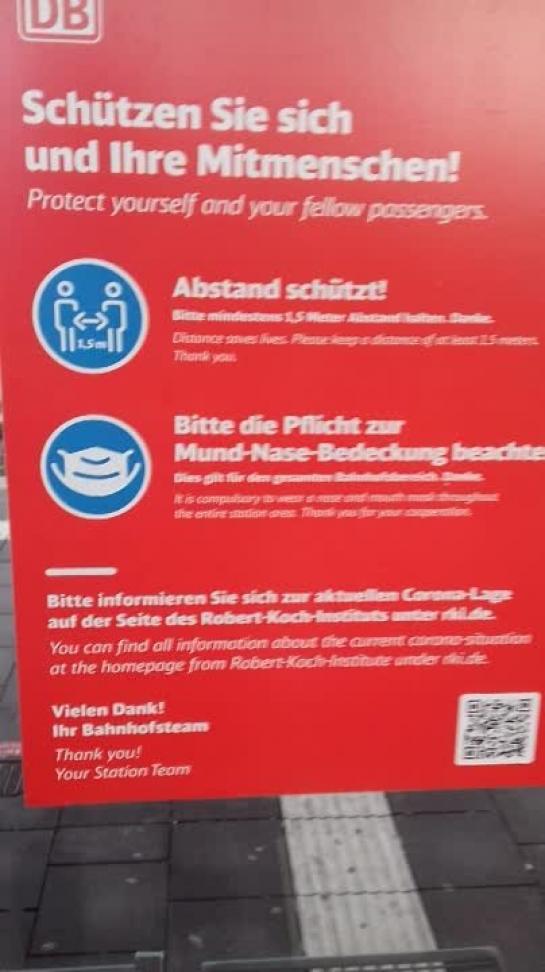 DB
Schützen Sie sich
und Ihre Mitmenschen!
Protect yourself and your fellow passengers.
Abstand schützt!
Bitte mindestens 1,5 Meter Abstand halten. Danke.
1.5 m
Distance saves lives. Please keep a distance of at least 1.5 meters.
Thank you.
Bitte die Pflicht zur
Mund-Nase-Bedeckung beachte
Dies gilt für den gesamten Bahnhofsbereich. Danke.
It is compulsory to wear a nose and mouth mask throughout
the entire station area. Thank you for your cooperation.
Bitte informieren Sie sich zur aktuellen Corona-Lage
auf der Seite des Robert-Koch-Instituts unter rki.de.
You can find all information about the current corona-situation
at the homepage from Robert-Koch-Institute under rki.de.
Vielen Dank!
Ihr Bahnhofsteam
Thank you!
Your Station Team